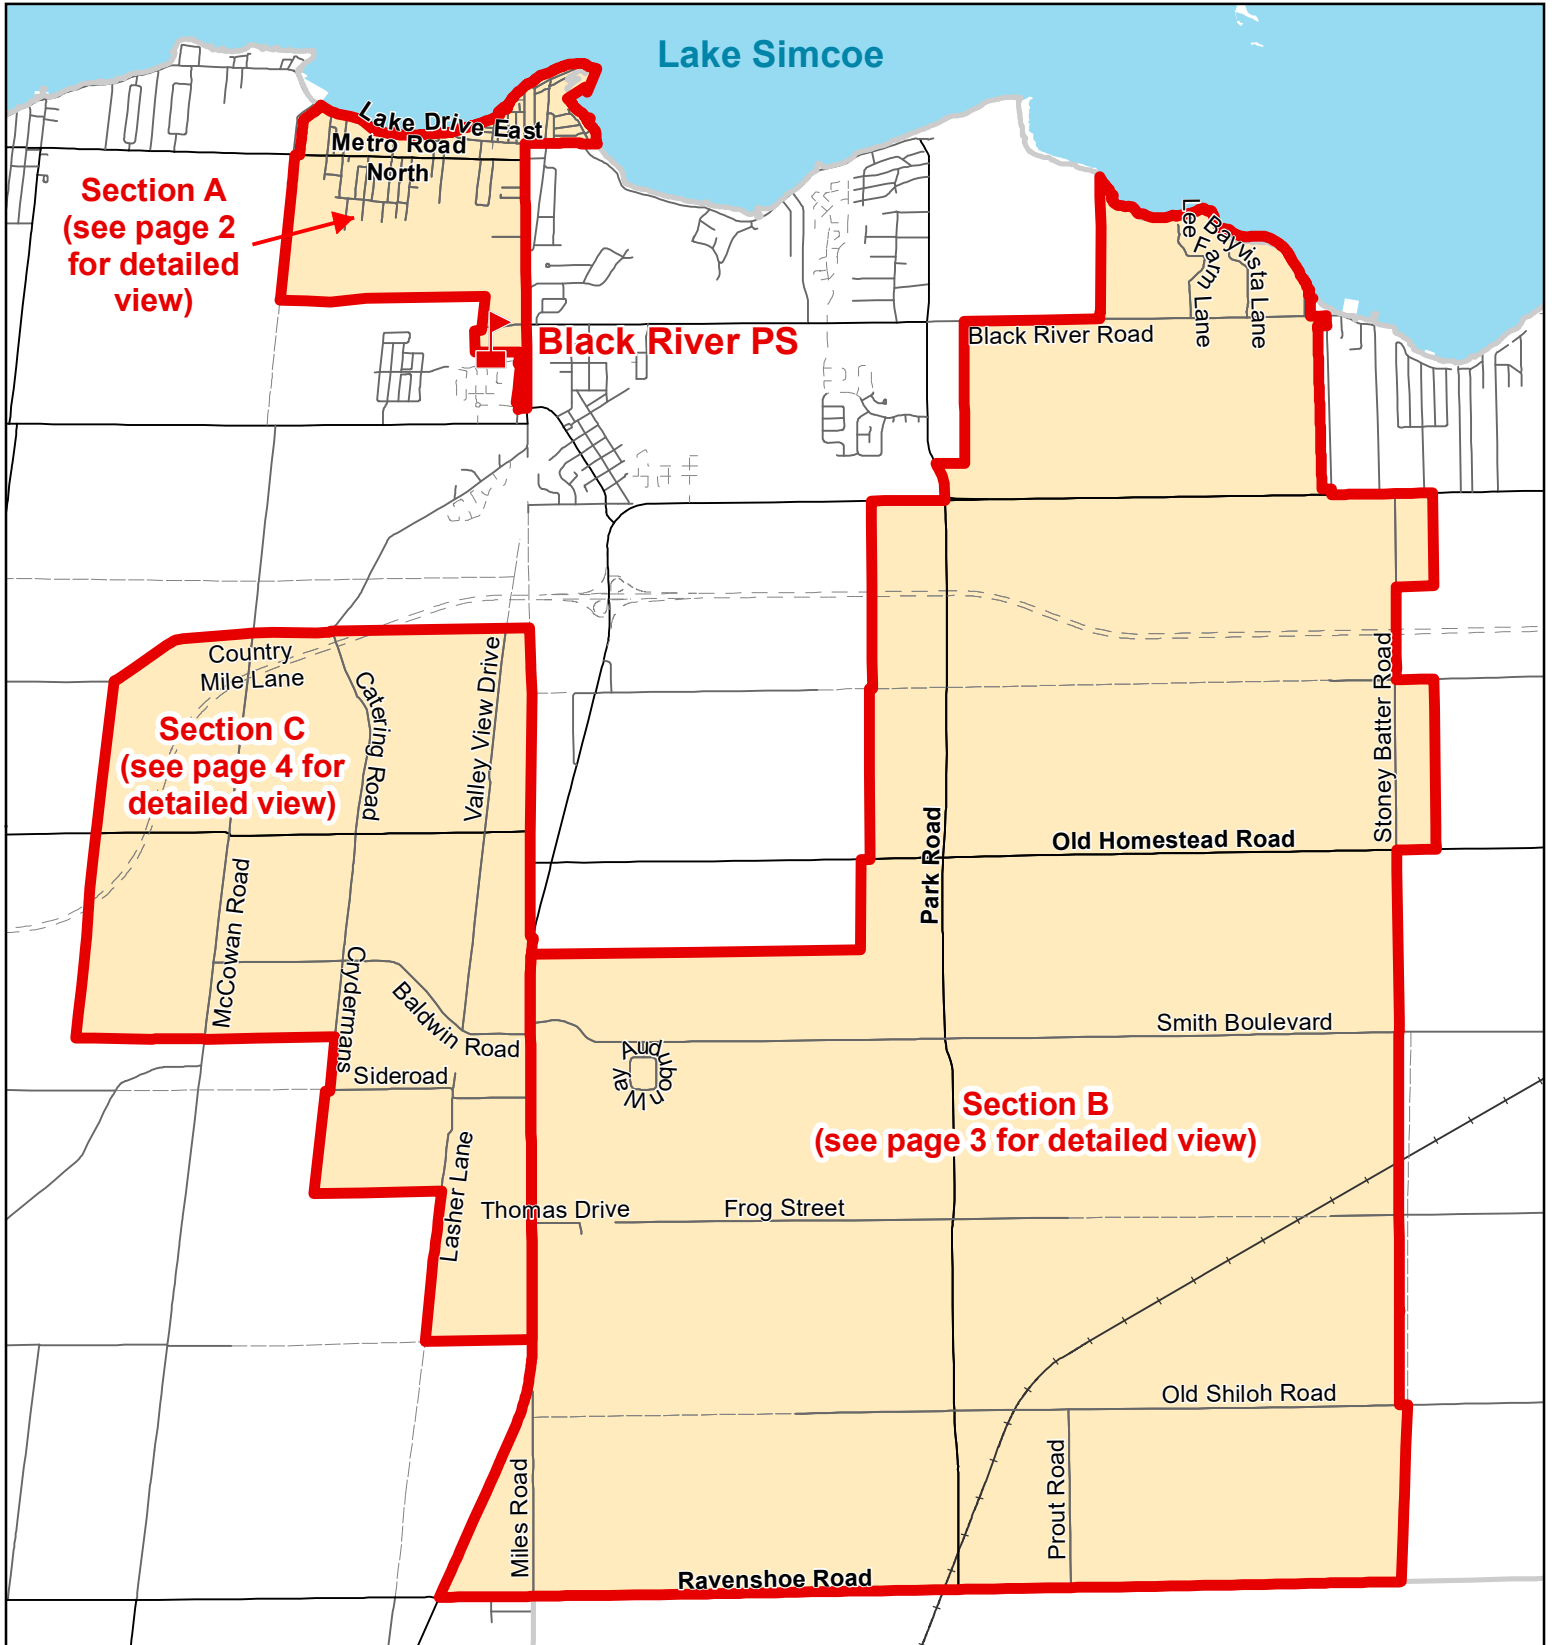 Lake Simcoe
Lake Drive East
Metro Road
North
Section A
(see page 2
for detailed
view)
Lee Farm Lane
Bayvista Lane
Black River Road
Black River PS
Country
Mile Lane
Catering Road
Valley View Drive
Section C
(see page 4 for
detailed view)
Stoney Batter Road
Park Road
Old Homestead Road
McCowan Road
Crydermans
Sideroad
Baldwin Road
Smith Boulevard
Audubon Way
Section B
(see page 3 for detailed view)
Lasher Lane
Thomas Drive
Frog Street
Old Shiloh Road
Miles Road
Prout Road
Ravenshoe Road